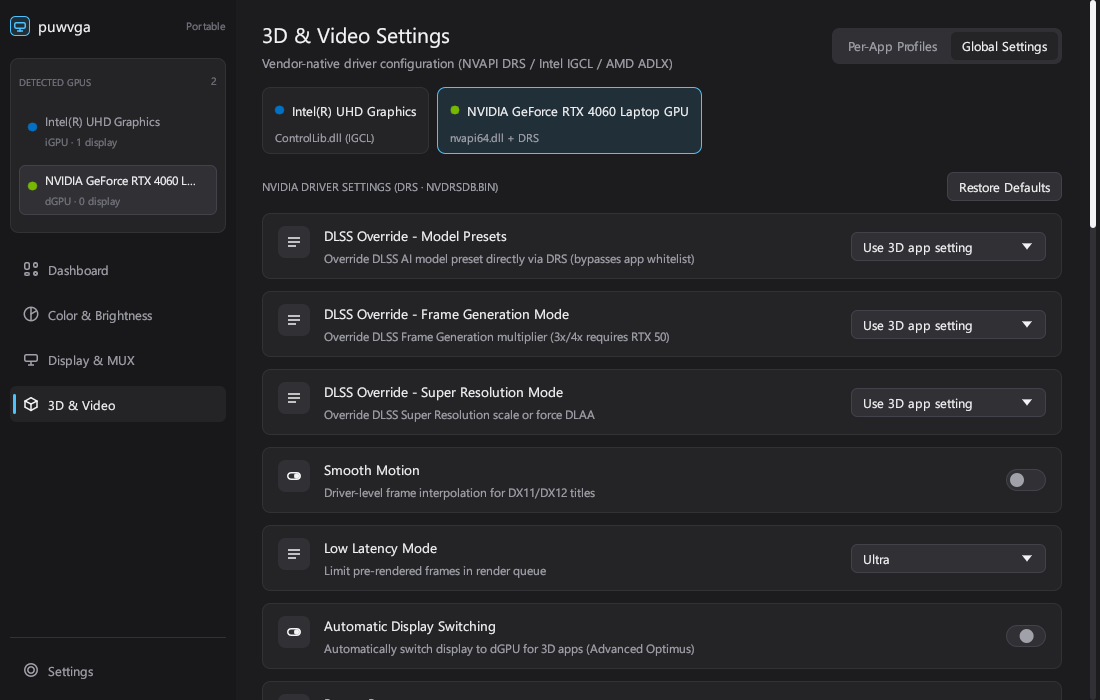 puwvga
Portable
DETECTED GPUS
2
Intel(R) UHD Graphics
iGPU · 1 display
NVIDIA GeForce RTX 4060 L...
dGPU · 0 display
Dashboard
Color & Brightness
Display & MUX
3D & Video
Settings
3D & Video Settings
Vendor-native driver configuration (NVAPI DRS / Intel IGCL / AMD ADLX)
Per-App Profiles
Global Settings
Intel(R) UHD Graphics
ControlLib.dll (IGCL)
NVIDIA GeForce RTX 4060 Laptop GPU
nvapi64.dll + DRS
NVIDIA DRIVER SETTINGS (DRS · NVDRSDB.BIN)
Restore Defaults
DLSS Override - Model Presets
Override DLSS AI model preset directly via DRS (bypasses app whitelist)
Use 3D app setting
DLSS Override - Frame Generation Mode
Override DLSS Frame Generation multiplier (3x/4x requires RTX 50)
Use 3D app setting
DLSS Override - Super Resolution Mode
Override DLSS Super Resolution scale or force DLAA
Use 3D app setting
Smooth Motion
Driver-level frame interpolation for DX11/DX12 titles
Low Latency Mode
Limit pre-rendered frames in render queue
Ultra
Automatic Display Switching
Automatically switch display to dGPU for 3D apps (Advanced Optimus)